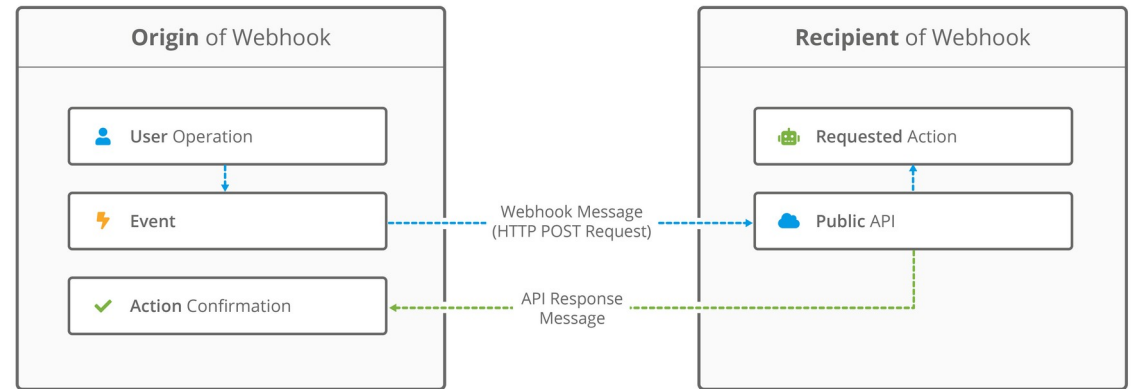 Origin of Webhook
User Operation
Event
Action Confirmation
Webhook Message
(HTTP POST Request)
API Response
Message
Recipient of Webhook
Requested Action
Public API